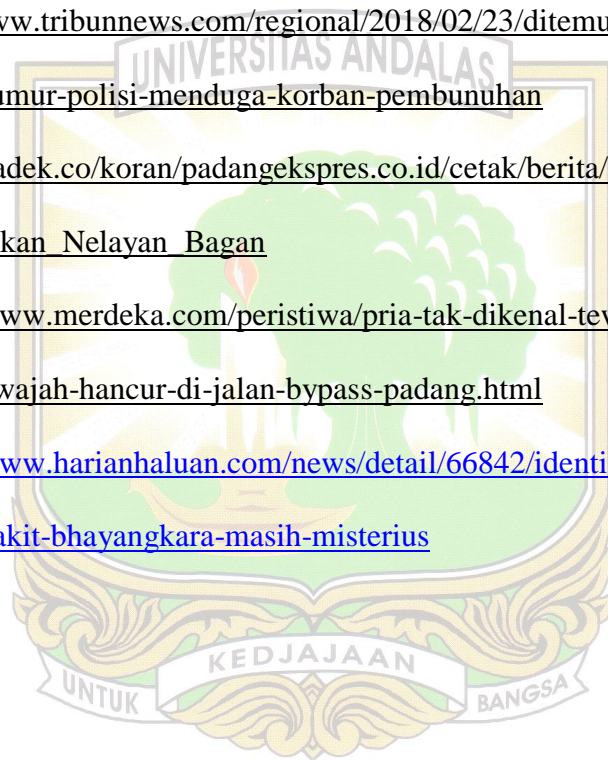 ww.tribunnews.com/regional/2018/02/23/ditemu
UNIVERSITAS ANDALAS
umur-polisi-menduga-korban-pembunuhan
adek.co/koran/padangekspres.co.id/cetak/berita/
kan_Nelayan_Bagan
ww.merdeka.com/peristiwa/pria-tak-dikenal-tew
wajah-hancur-di-jalan-bypass-padang.html
ww.harianhaluan.com/news/detail/66842/identi
akit-bhayangkara-masih-misterius
UNTUK KEDJAJAAN BANGSA